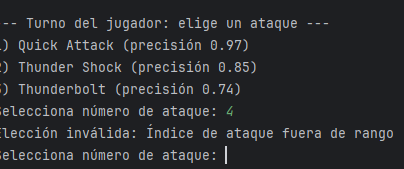 --- Turno del jugador: elige un ataque ---
) Quick Attack (precisión 0.97)
) Thunder Shock (precisión 0.85)
) Thunderbolt (precisión 0.74)
Selecciona número de ataque: 4
Elección inválida: Índice de ataque fuera de rango
Selecciona número de ataque: